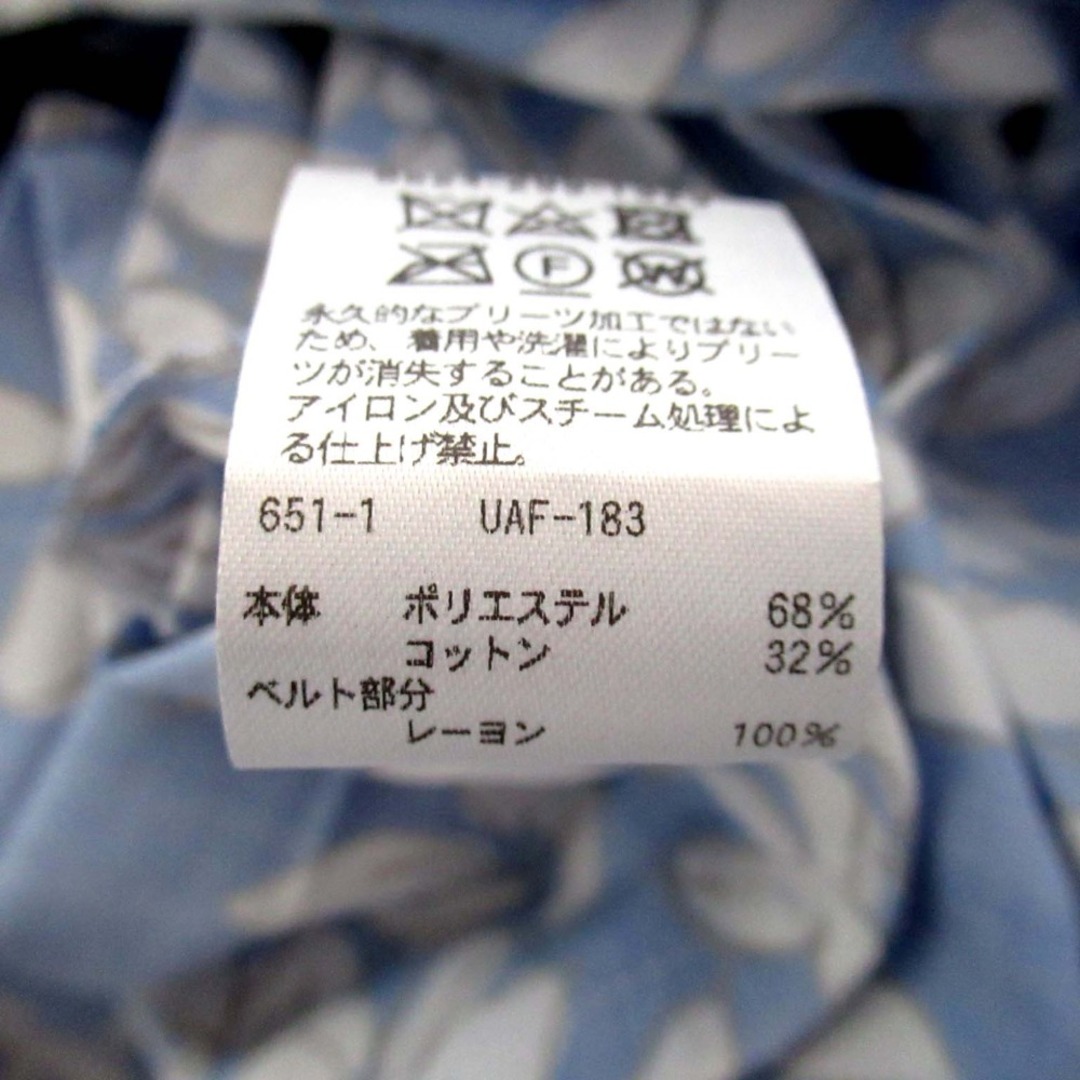 F W
永久的なプリーツ加工ではない
ため、着用や洗濯によりプリー
ツが消失することがある。
アイロン及びスチーム処理によ
る仕上げ禁止。
651-1 UAF-183
本体 ポリエステル 68%
コットン 32%
ベルト部分
レーヨン 100%